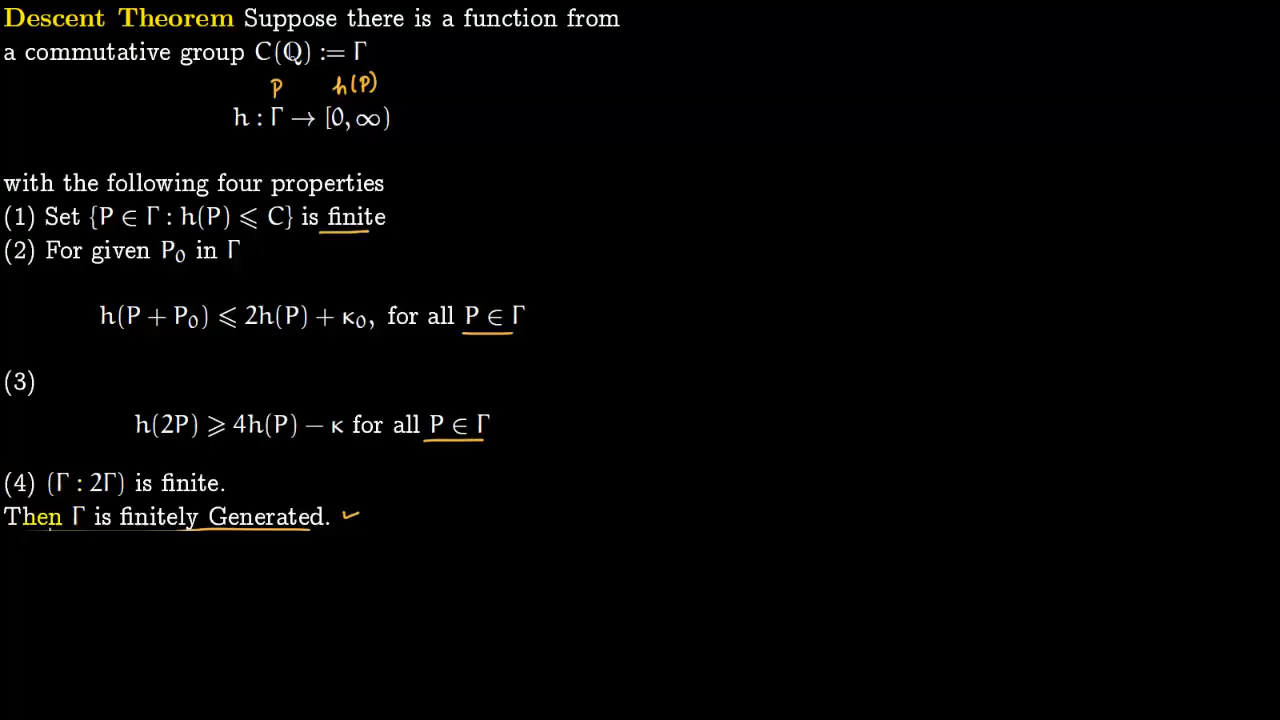 Descent Theorem Suppose there is a function from
a commutative group C(ℚ) := Γ
P h(P)
h : Γ → [0, ∞)
with the following four properties
(1) Set {P ∈ Γ : h(P) ⩽ C} is finite
(2) For given P₀ in Γ
h(P + P₀) ⩽ 2h(P) + κ₀, for all P ∈ Γ
(3)
h(2P) ⩾ 4h(P) − κ for all P ∈ Γ
(4) (Γ : 2Γ) is finite.
Then Γ is finitely Generated. ✓